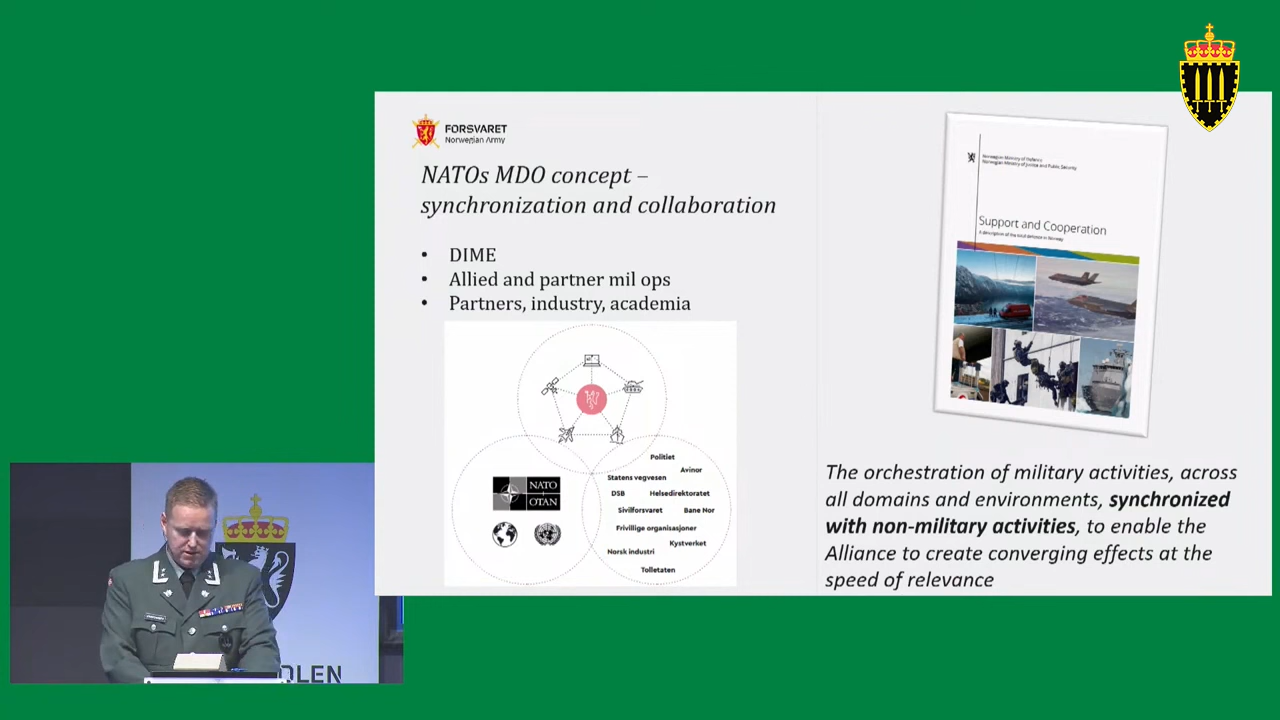 FORSVARET
Norwegian Army
NATOs MDO concept –
synchronization and collaboration
• DIME
• Allied and partner mil ops
• Partners, industry, academia
NATO
OTAN
Politiet
Avinor
Statens vegvesen
DSB
Helsedirektoratet
Sivilforsvaret
Bane Nor
Frivillige organisasjoner
Kystverket
Norsk industri
Tolletaten
Norwegian Ministry of Defence
Norwegian Ministry of Justice and Public Security
Support and Cooperation
A description of the total defence in Norway
The orchestration of military activities, across
all domains and environments, synchronized
with non-military activities, to enable the
Alliance to create converging effects at the
speed of relevance
OLEN